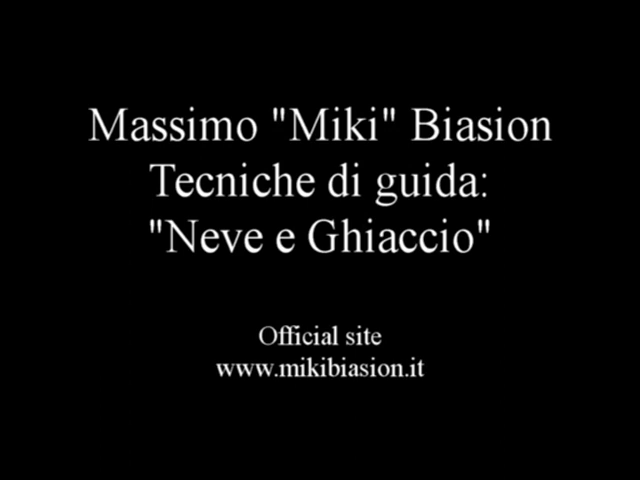 Massimo "Miki" Biasion
Tecniche di guida:
"Neve e Ghiaccio"
Official site
www.mikibiasion.it